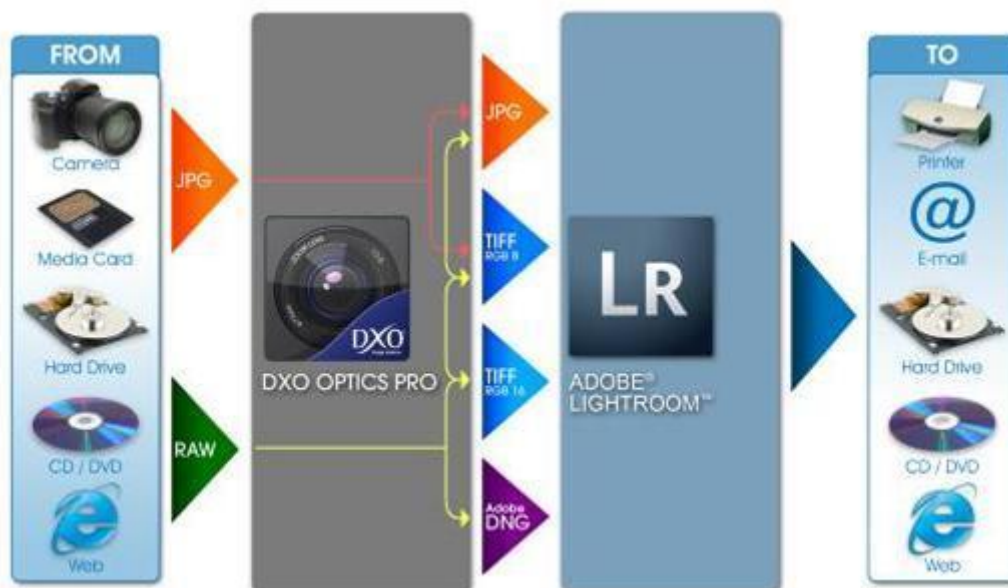 FROM
Camera
Media Card
Hard Drive
CD / DVD
Web
JPG
RAW
DXO
DXO OPTICS PRO
JPG
TIFF
RGB 8
TIFF
RGB 16
Adobe
DNG
LR
ADOBE®
LIGHTROOM™
TO
Printer
@
E-mail
Hard Drive
CD / DVD
Web